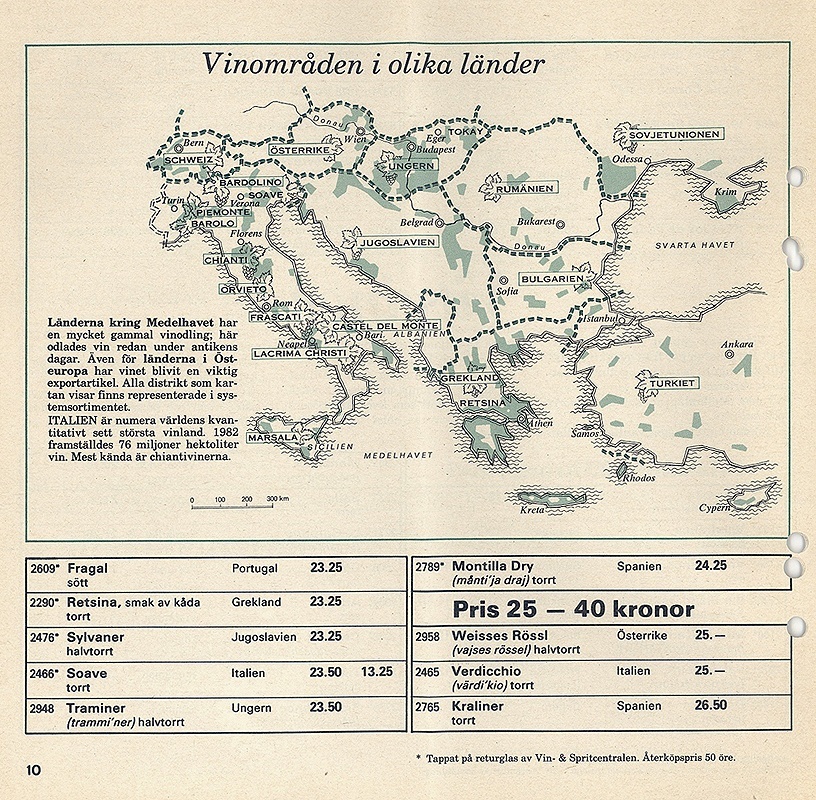 Vinområden i olika länder
Donau
Wien
Eger
TOKAY
Budapest
Bern
SCHWEIZ
ÖSTERRIKE
UNGERN
SOVJETUNIONEN
Odessa
Krim
RUMÄNIEN
BARDOLINO
SOAVE
Verona
Turin
PIEMONTE
BAROLO
Florens
Belgrad
Bukarest
Donau
JUGOSLAVIEN
SVARTA HAVET
CHIANTI
ORVIETO
Sofia
BULGARIEN
Rom
FRASCATI
CASTEL DEL MONTE
Bari
ALBANIEN
Istanbul
Neapel
LACRIMA CHRISTI
Ankara
GREKLAND
TURKIET
RETSINA
Athen
Samos
MARSALA
SICILIEN
MEDELHAVET
Rhodos
Kreta
Cypern
0 100 200 300 km
Länderna kring Medelhavet har
en mycket gammal vinodling; här
odlades vin redan under antikens
dagar. Även för länderna i Öst-
europa har vinet blivit en viktig
exportartikel. Alla distrikt som kar-
tan visar finns representerade i sys-
temsortimentet.
ITALIEN är numera världens kvan-
titativt sett största vinland. 1982
framställdes 76 miljoner hektoliter
vin. Mest kända är chiantivinerna.
2609* Fragal Portugal 23.25
sött
2290* Retsina, smak av kåda Grekland 23.25
torrt
2476* Sylvaner Jugoslavien 23.25
halvtorrt
2466* Soave Italien 23.50 13.25
torrt
2948 Traminer Ungern 23.50
(trammi'ner) halvtorrt
2789* Montilla Dry Spanien 24.25
(månti'ja draj) torrt
Pris 25 – 40 kronor
2958 Weisses Rössl Österrike 25.—
(vajses rössel) halvtorrt
2465 Verdicchio Italien 25.—
(värdi'kio) torrt
2765 Kraliner Spanien 26.50
torrt
* Tappat på returglas av Vin- & Spritcentralen. Återköpspris 50 öre.
10